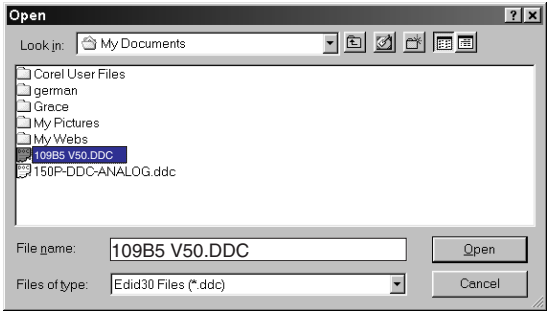 Open
Look in: My Documents
Corel User Files
german
Grace
My Pictures
My Webs
109B5 V50.DDC
150P-DDC-ANALOG.ddc
File name: 109B5 V50.DDC Open
Files of type: Edid30 Files (*.ddc) Cancel